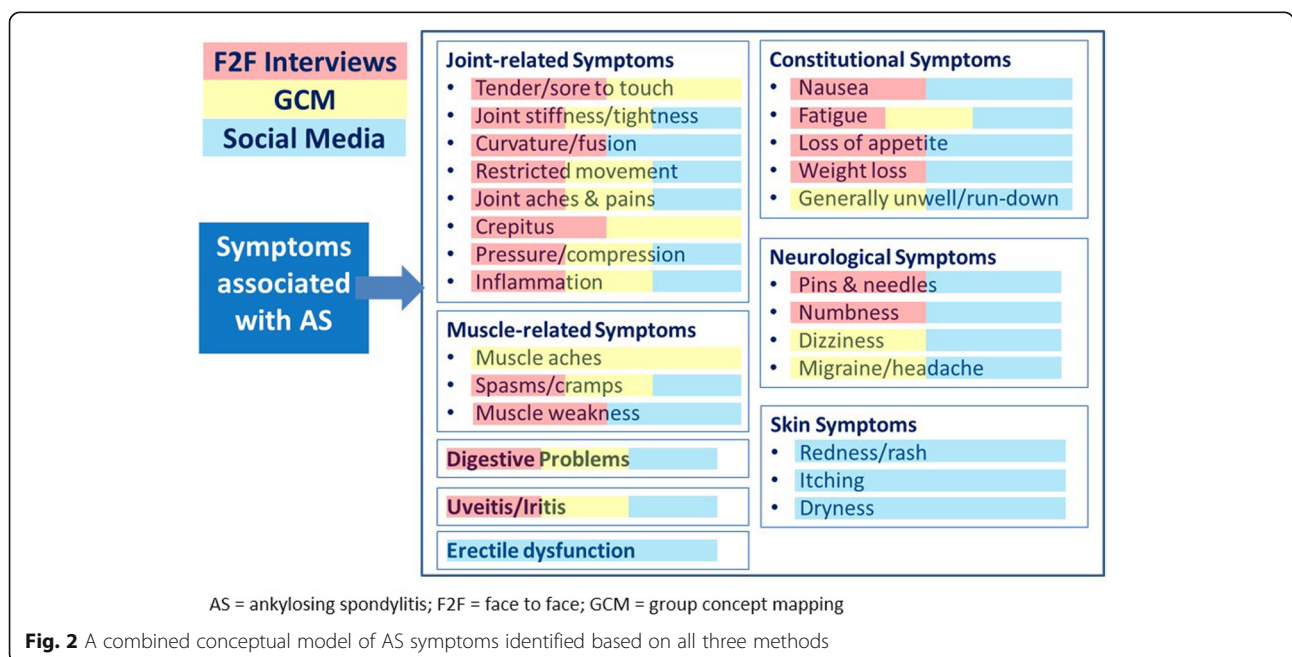 F2F Interviews
GCM
Social Media
Symptoms
associated
with AS
Joint-related Symptoms
• Tender/sore to touch
• Joint stiffness/tightness
• Curvature/fusion
• Restricted movement
• Joint aches & pains
• Crepitus
• Pressure/compression
• Inflammation
Muscle-related Symptoms
• Muscle aches
• Spasms/cramps
• Muscle weakness
Digestive Problems
Uveitis/Iritis
Erectile dysfunction
Constitutional Symptoms
• Nausea
• Fatigue
• Loss of appetite
• Weight loss
• Generally unwell/run-down
Neurological Symptoms
• Pins & needles
• Numbness
• Dizziness
• Migraine/headache
Skin Symptoms
• Redness/rash
• Itching
• Dryness
AS = ankylosing spondylitis; F2F = face to face; GCM = group concept mapping
Fig. 2 A combined conceptual model of AS symptoms identified based on all three methods